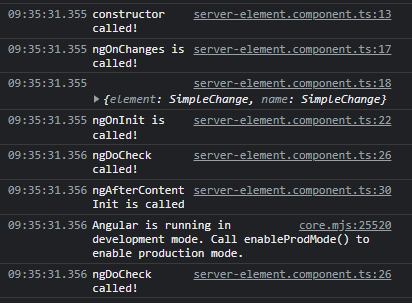 09:35:31.355 constructor server-element.component.ts:13
called!
09:35:31.355 ngOnChanges is server-element.component.ts:17
called!
09:35:31.355 server-element.component.ts:18
▶ {element: SimpleChange, name: SimpleChange}
09:35:31.355 ngOnInit is server-element.component.ts:22
called!
09:35:31.356 ngDoCheck server-element.component.ts:26
called!
09:35:31.356 ngAfterContent server-element.component.ts:30
Init is called
09:35:31.356 Angular is running in core.mjs:25520
development mode. Call enableProdMode() to
enable production mode.
09:35:31.356 ngDoCheck server-element.component.ts:26
called!